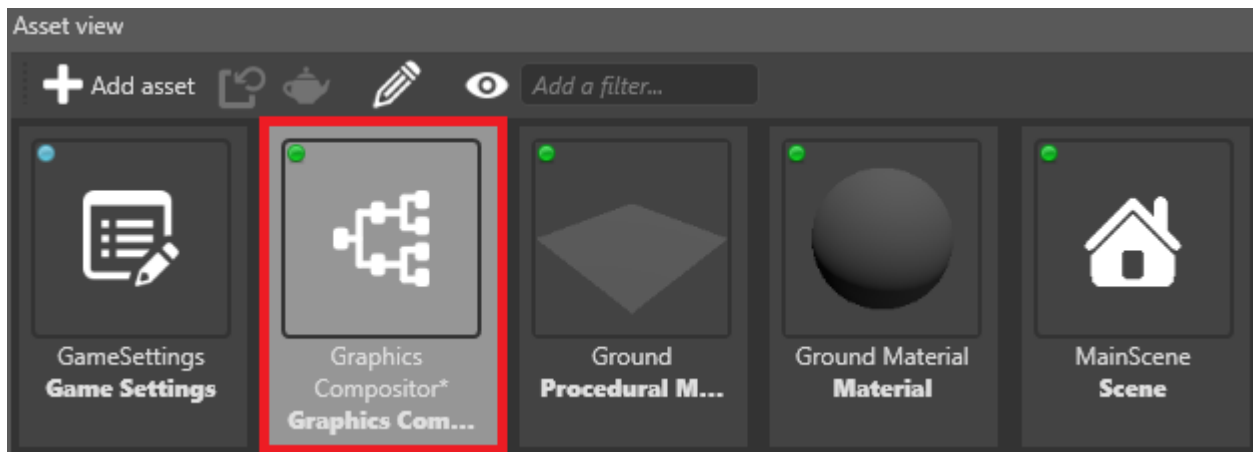 Asset view
Add asset
Add a filter...
GameSettings
Game Settings
Graphics
Compositor*
Graphics Com...
Ground
Procedural M...
Ground Material
Material
MainScene
Scene